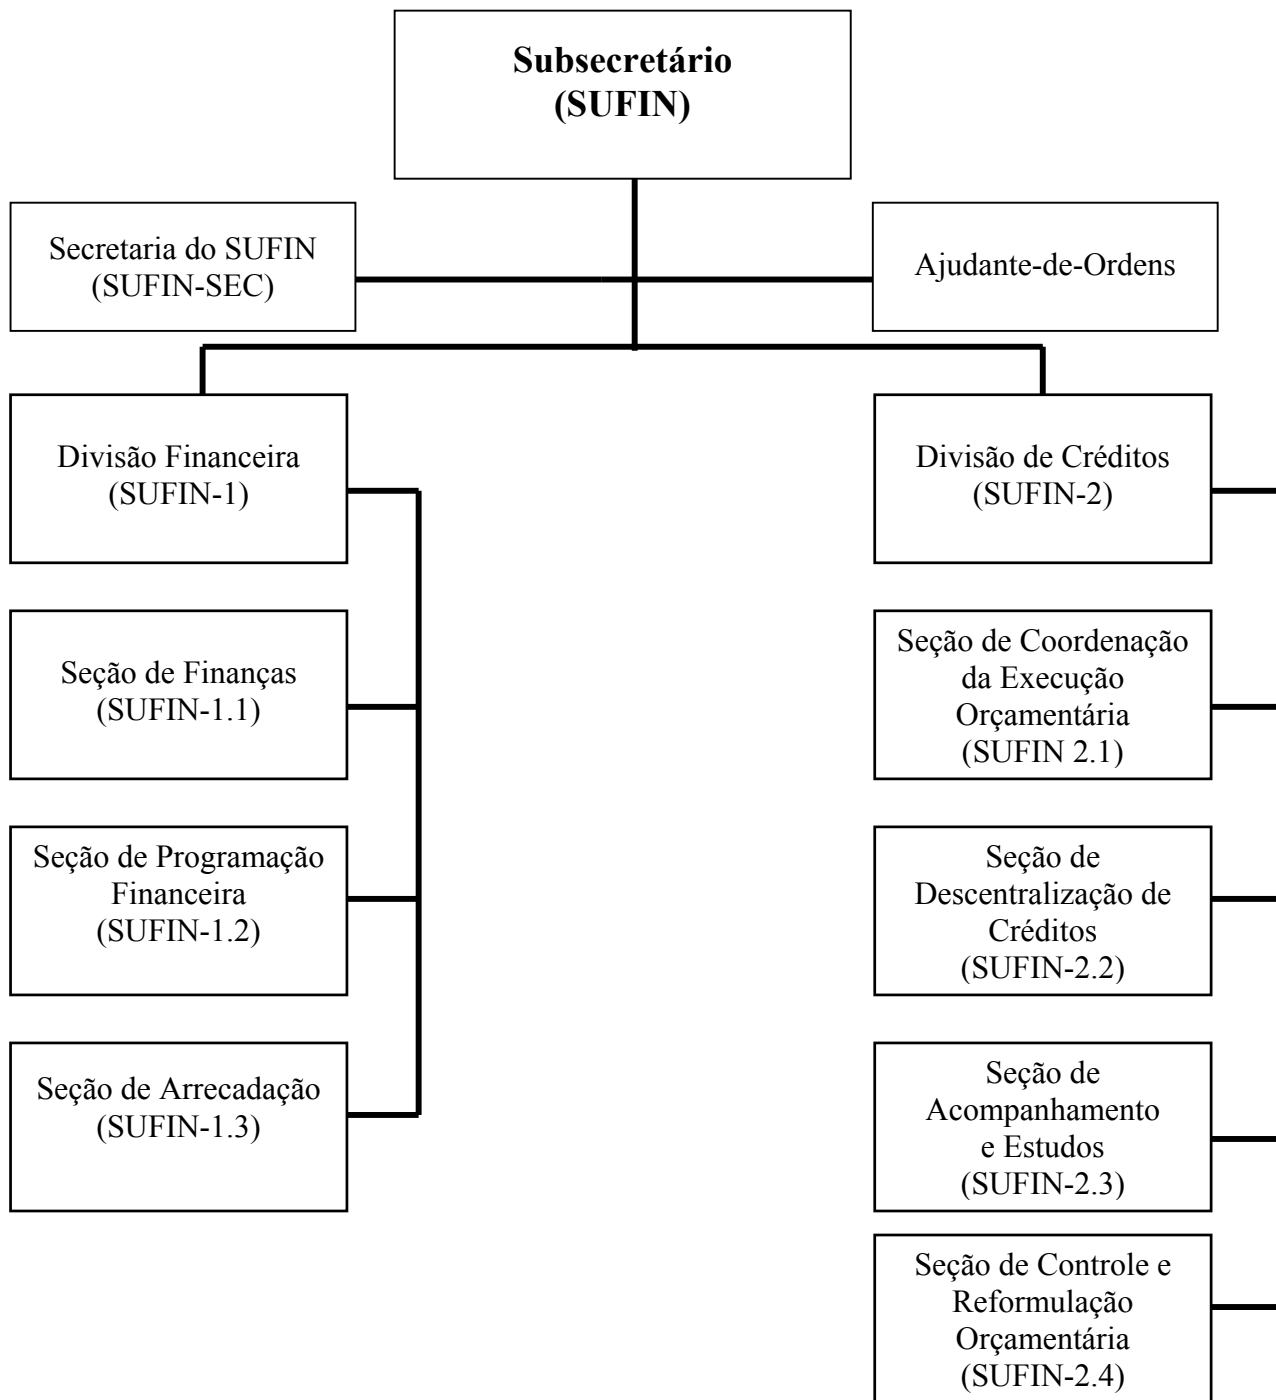 Subsecretário
(SUFIN)
Secretaria do SUFIN
(SUFIN-SEC)
Ajudante-de-Ordens
Divisão Financeira
(SUFIN-1)
Divisão de Créditos
(SUFIN-2)
Seção de Finanças
(SUFIN-1.1)
Seção de Coordenação
da Execução
Orçamentária
(SUFIN 2.1)
Seção de Programação
Financeira
(SUFIN-1.2)
Seção de
Descentralização de
Créditos
(SUFIN-2.2)
Seção de Arrecadação
(SUFIN-1.3)
Seção de
Acompanhamento
e Estudos
(SUFIN-2.3)
Seção de Controle e
Reformulação
Orçamentária
(SUFIN-2.4)